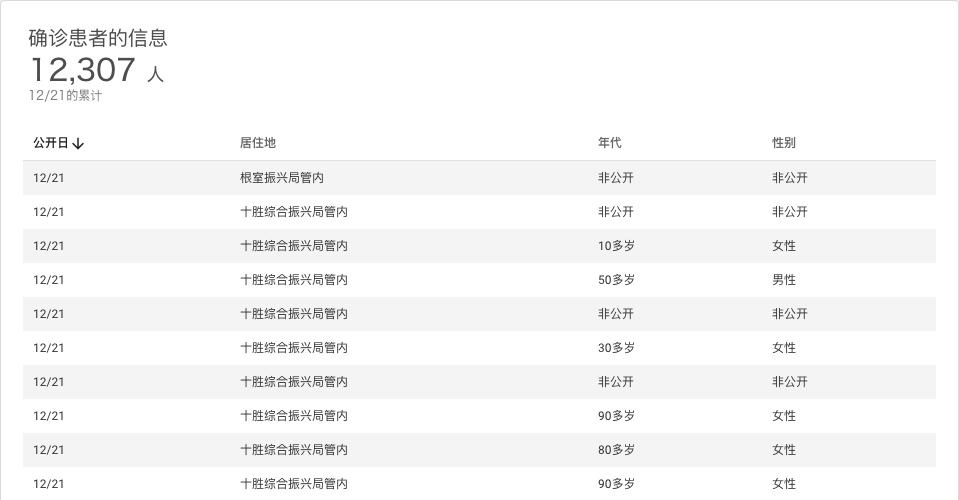 确诊患者的信息
12,307 人
12/21的累计
公开日↓ 居住地 年代 性别
12/21 根室振兴局管内 非公开 非公开
12/21 十胜综合振兴局管内 非公开 非公开
12/21 十胜综合振兴局管内 10多岁 女性
12/21 十胜综合振兴局管内 50多岁 男性
12/21 十胜综合振兴局管内 非公开 非公开
12/21 十胜综合振兴局管内 30多岁 女性
12/21 十胜综合振兴局管内 非公开 非公开
12/21 十胜综合振兴局管内 90多岁 女性
12/21 十胜综合振兴局管内 80多岁 女性
12/21 十胜综合振兴局管内 90多岁 女性